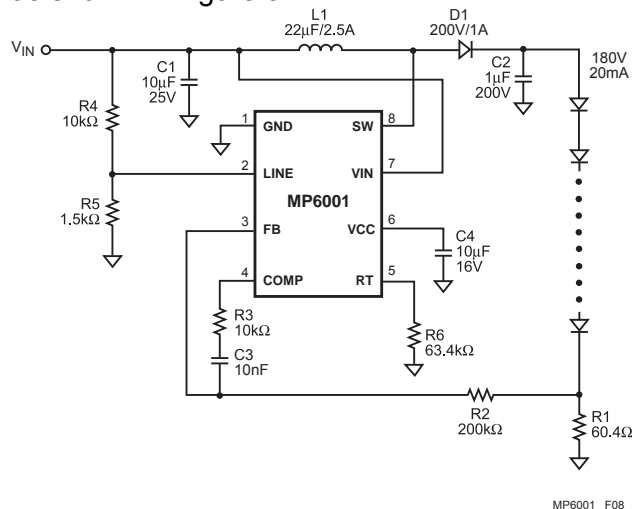 L1
22μF/2.5A
D1
200V/1A
VIN
C1
10μF
25V
C2
1μF
200V
180V
20mA
R4
10kΩ
1
GND
SW
8
2
LINE
VIN
7
MP6001
R5
1.5kΩ
3
FB
VCC
6
C4
10μF
16V
4
COMP
RT
5
R3
10kΩ
C3
10nF
R6
63.4kΩ
R2
200kΩ
R1
60.4Ω
MP6001_F08